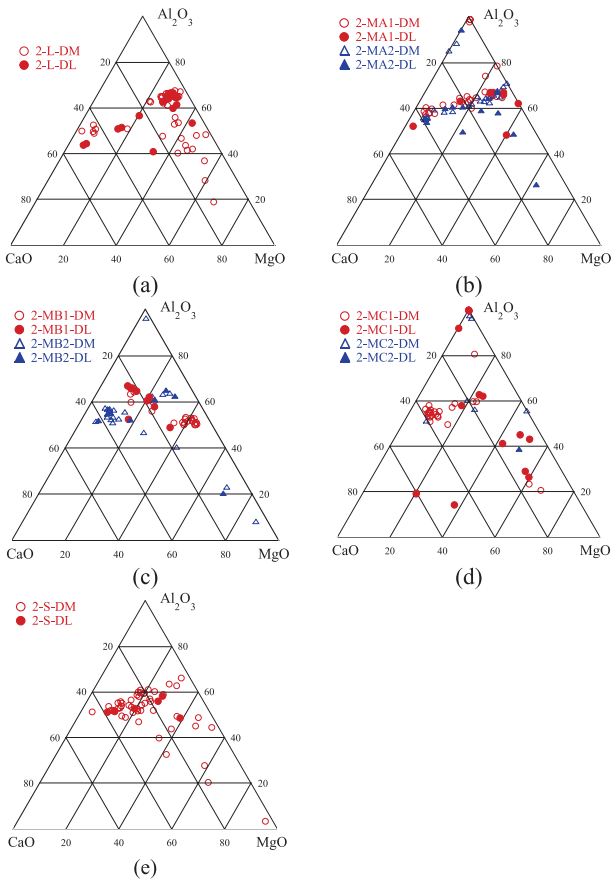 Al2O3
2-L-DM
2-L-DL
20
80
40
60
60
40
80
20
CaO
20
40
60
80
MgO
(a)
Al2O3
2-MA1-DM
2-MA1-DL
2-MA2-DM
2-MA2-DL
20
80
40
60
60
40
80
20
CaO
20
40
60
80
MgO
(b)
Al2O3
2-MB1-DM
2-MB1-DL
2-MB2-DM
2-MB2-DL
20
80
40
60
60
40
80
20
CaO
20
40
60
80
MgO
(c)
Al2O3
2-MC1-DM
2-MC1-DL
2-MC2-DM
2-MC2-DL
20
80
40
60
60
40
80
20
CaO
20
40
60
80
MgO
(d)
Al2O3
2-S-DM
2-S-DL
20
80
40
60
60
40
80
20
CaO
20
40
60
80
MgO
(e)